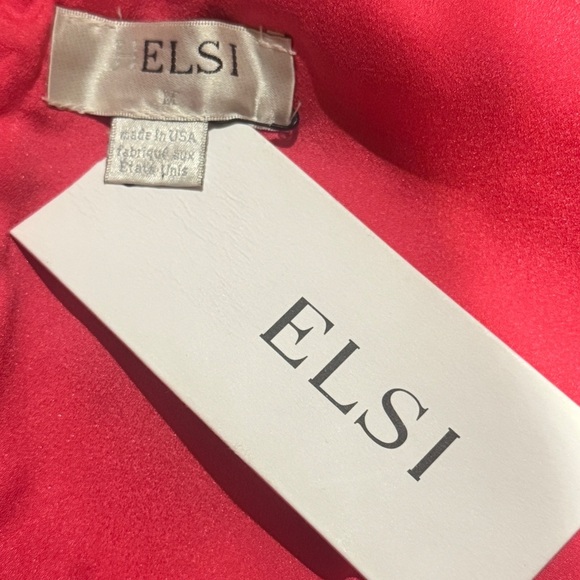 ELSI
M
made in USA
fabriqué aux
États Unis
ELSI